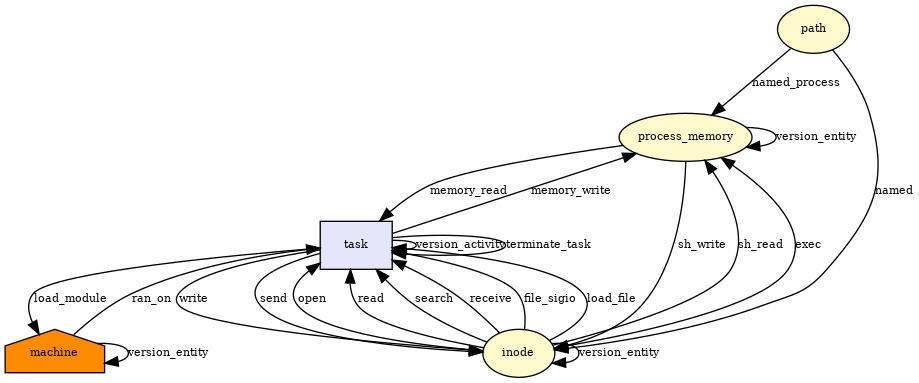 path
named_process
process_memory
version_entity
memory_read
memory_write
named
task
version_activity
terminate_task
sh_write
sh_read
exec
load_module
ran_on
write
send
open
read
search
receive
file_sigio
load_file
machine
version_entity
inode
version_entity